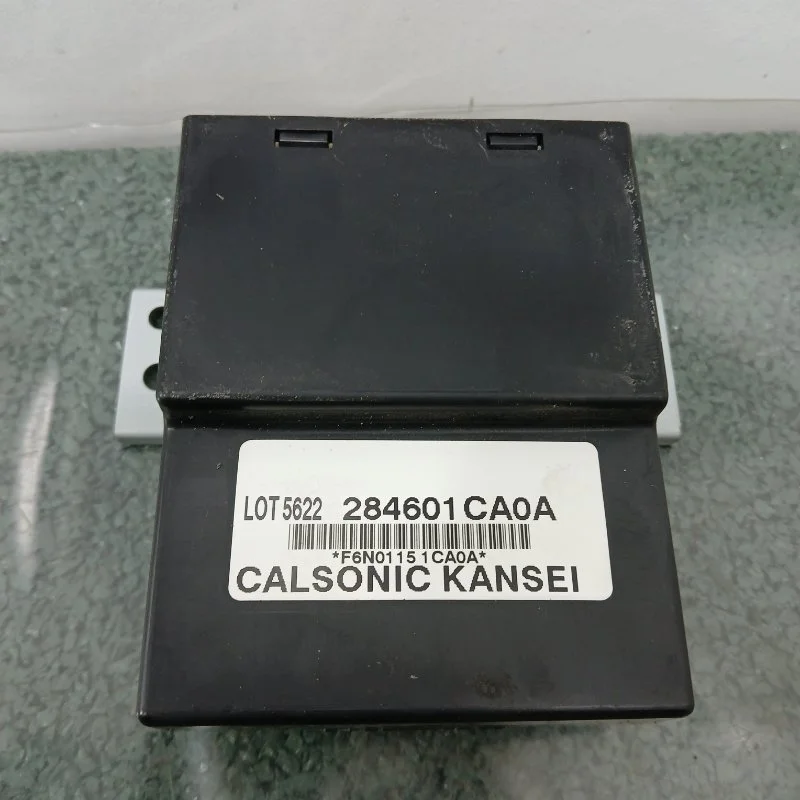 LOT 5622 284601CA0A
*F6N0115 1CA0A*
CALSONIC KANSEI